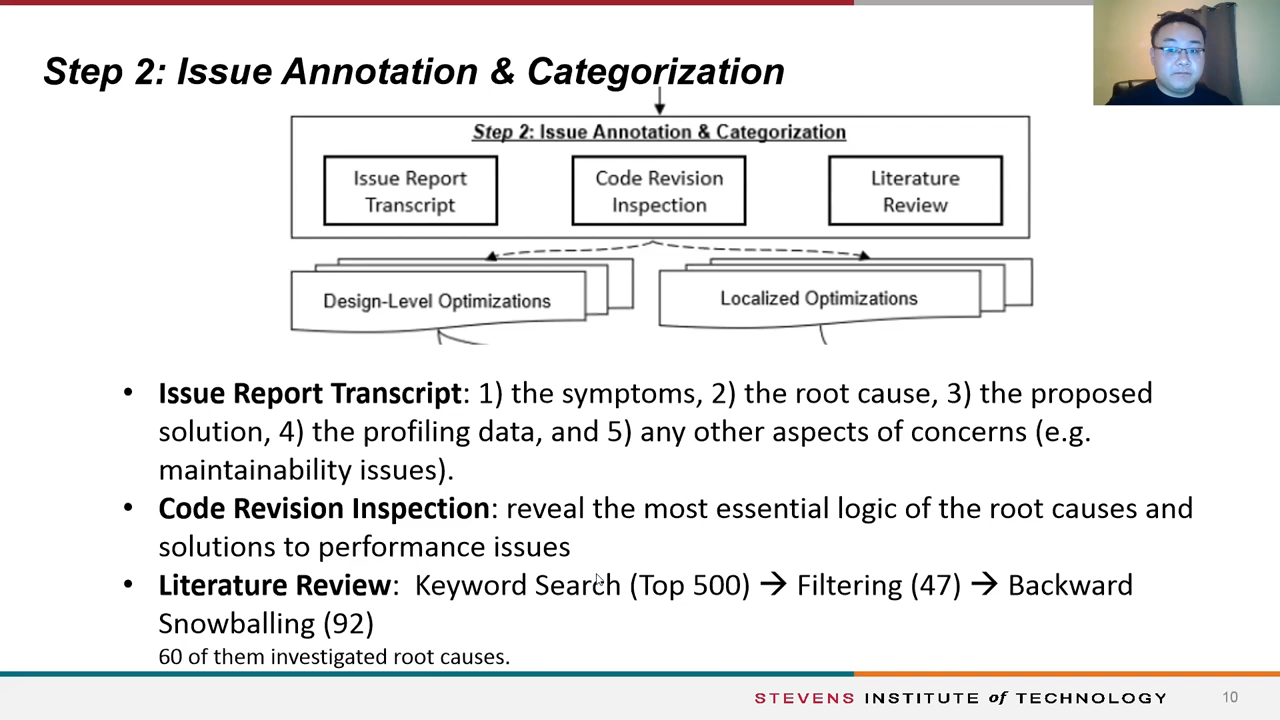 Step 2: Issue Annotation & Categorization
Step 2: Issue Annotation & Categorization
Issue Report
Transcript
Code Revision
Inspection
Literature
Review
Design-Level Optimizations
Localized Optimizations
• Issue Report Transcript: 1) the symptoms, 2) the root cause, 3) the proposed
solution, 4) the profiling data, and 5) any other aspects of concerns (e.g.
maintainability issues).
• Code Revision Inspection: reveal the most essential logic of the root causes and
solutions to performance issues
• Literature Review: Keyword Search (Top 500) → Filtering (47) → Backward
Snowballing (92)
60 of them investigated root causes.
STEVENS INSTITUTE of TECHNOLOGY
10